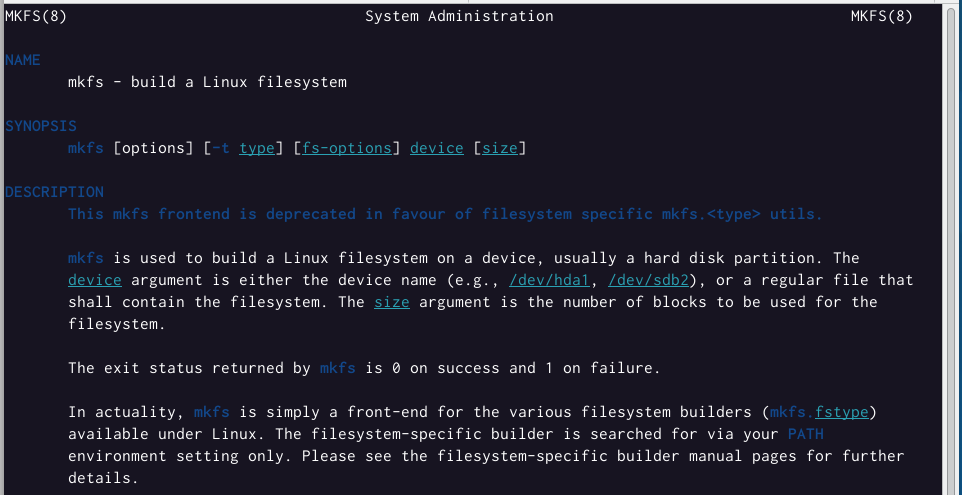 MKFS(8) System Administration MKFS(8)
NAME
mkfs - build a Linux filesystem
SYNOPSIS
mkfs [options] [-t type] [fs-options] device [size]
DESCRIPTION
This mkfs frontend is deprecated in favour of filesystem specific mkfs.<type> utils.
mkfs is used to build a Linux filesystem on a device, usually a hard disk partition. The
device argument is either the device name (e.g., /dev/hda1, /dev/sdb2), or a regular file that
shall contain the filesystem. The size argument is the number of blocks to be used for the
filesystem.
The exit status returned by mkfs is 0 on success and 1 on failure.
In actuality, mkfs is simply a front-end for the various filesystem builders (mkfs.fstype)
available under Linux. The filesystem-specific builder is searched for via your PATH
environment setting only. Please see the filesystem-specific builder manual pages for further
details.